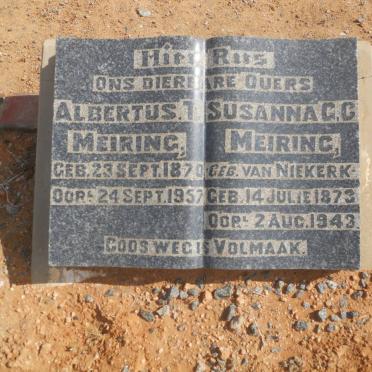 HIER RUS
ONS DIERBARE OUERS
ALBERTUS. T. SUSANNA G. C.
MEIRING, MEIRING,
GEB. 23 SEPT. 1870 GEB. VAN NIEKERK.
OORL. 24 SEPT. 1957 GEB. 14 JULIE 1873
OORL. 2 AUG. 1943
GODS WEG IS VOLMAAK.